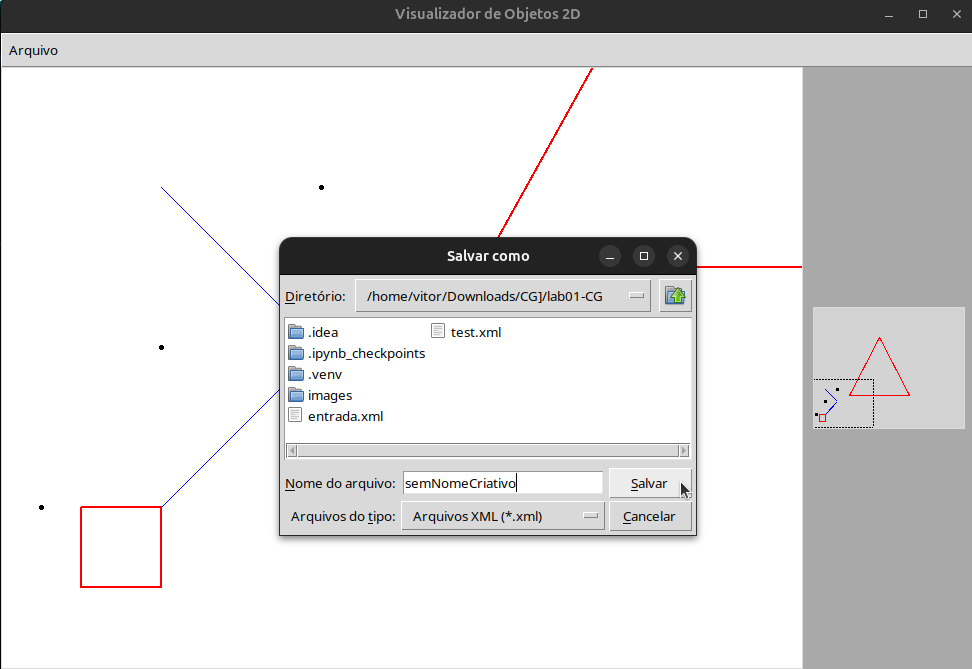 Visualizador de Objetos 2D
Arquivo
Salvar como
Diretório: /home/vitor/Downloads/CG]/lab01-CG
.idea test.xml
.ipynb_checkpoints
.venv
images
entrada.xml
Nome do arquivo: semNomeCriativo Salvar
Arquivos do tipo: Arquivos XML (*.xml) Cancelar